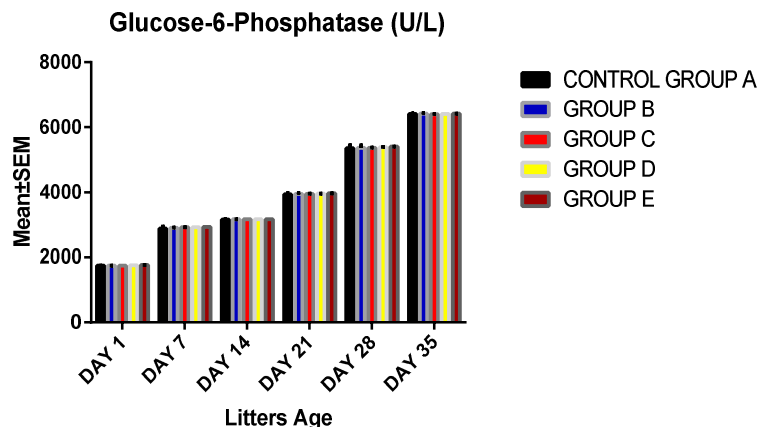 Glucose-6-Phosphatase (U/L)
Mean±SEM
8000
6000
4000
2000
0
DAY 1
DAY 7
DAY 14
DAY 21
DAY 28
DAY 35
Litters Age
CONTROL GROUP A
GROUP B
GROUP C
GROUP D
GROUP E